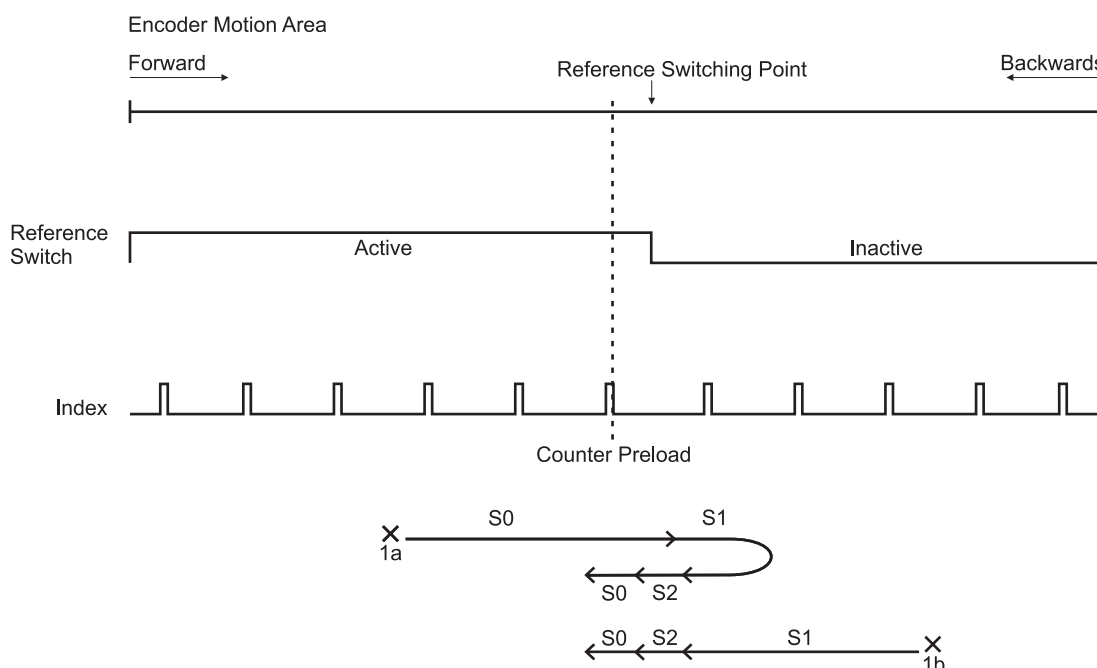 Encoder Motion Area
Forward
Reference Switching Point
Backwards
Reference
Switch
Active
Inactive
Index
Counter Preload
S0
S1
1a
S0
S2
S0
S2
S1
1b